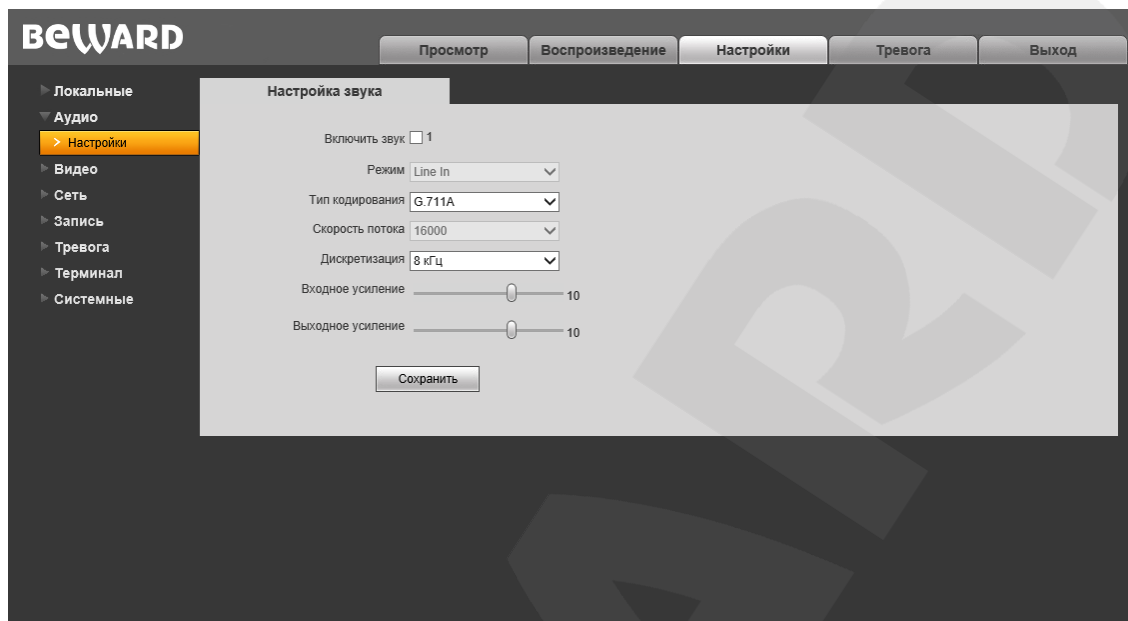 BEWARD
Просмотр Воспроизведение Настройки Тревога Выход
Локальные
Аудио
> Настройки
Видео
Сеть
Запись
Тревога
Терминал
Системные
Настройка звука
Включить звук 1
Режим Line In
Тип кодирования G.711A
Скорость потока 16000
Дискретизация 8 кГц
Входное усиление 10
Выходное усиление 10
Сохранить